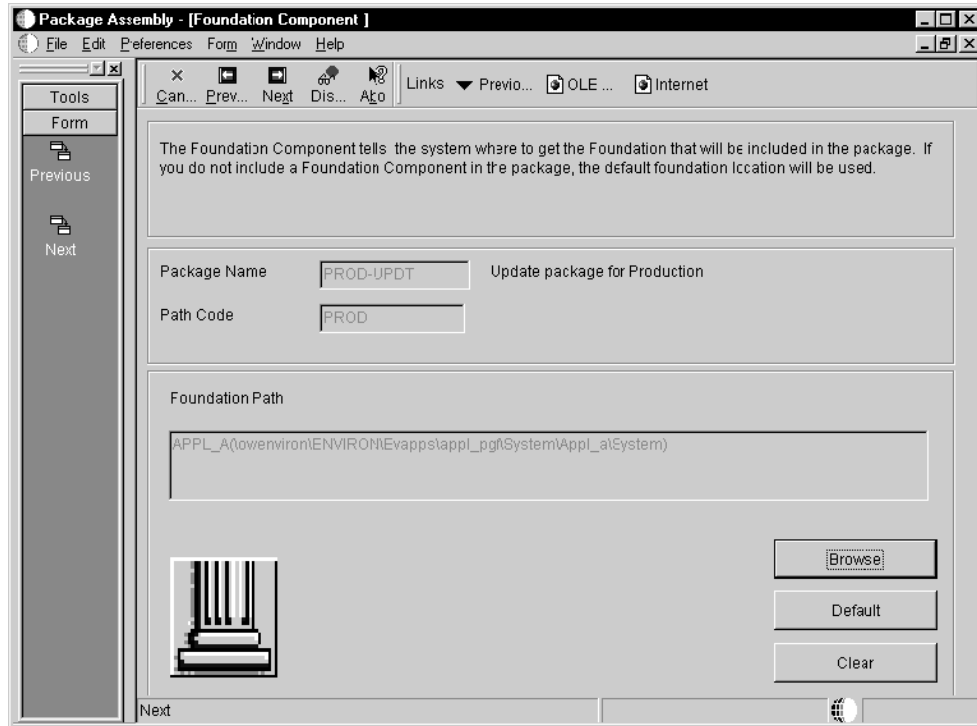 Package Assembly - [Foundation Component ]
File Edit Preferences Form Window Help
Tools
Form
Previous
Next
Can... Prev... Next Dis... Abo Links Previo... OLE ... Internet
The Foundation Component tells the system where to get the Foundation that will be included in the package. If
you do not include a Foundation Component in the package, the default foundation location will be used.
Package Name PROD-UPDT Update package for Production
Path Code PROD
Foundation Path
APPL_A(\owenviron\ENVIRON\Evapps\appl_pgf\System\Appl_a\System)
Browse
Default
Clear
Next